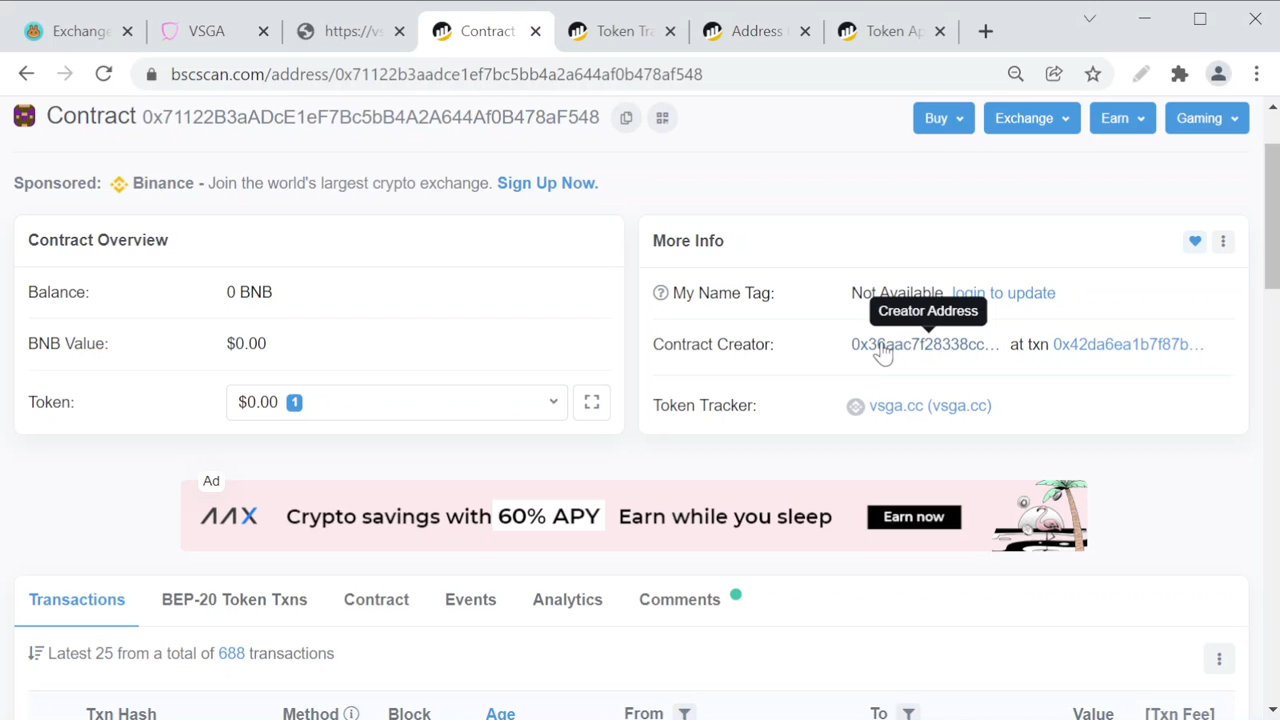 Exchange VSGA https://vs Contract Token Tra Address Token Ap
bscscan.com/address/0x71122b3aadce1ef7bc5bb4a2a644af0b478af548
Contract 0x71122B3aADcE1eF7Bc5bB4A2A644Af0B478aF548
Buy Exchange Earn Gaming
Sponsored: Binance - Join the world's largest crypto exchange. Sign Up Now.
Contract Overview
Balance: 0 BNB
BNB Value: $0.00
Token: $0.00 1
More Info
My Name Tag: Not Available, login to update
Creator Address
Contract Creator: 0x36aac7f28338cc... at txn 0x42da6ea1b7f87b...
Token Tracker: vsga.cc (vsga.cc)
Ad
AAX Crypto savings with 60% APY Earn while you sleep Earn now
Transactions BEP-20 Token Txns Contract Events Analytics Comments
Latest 25 from a total of 688 transactions
Txn Hash Method Block Age From To Value [Txn Fee]